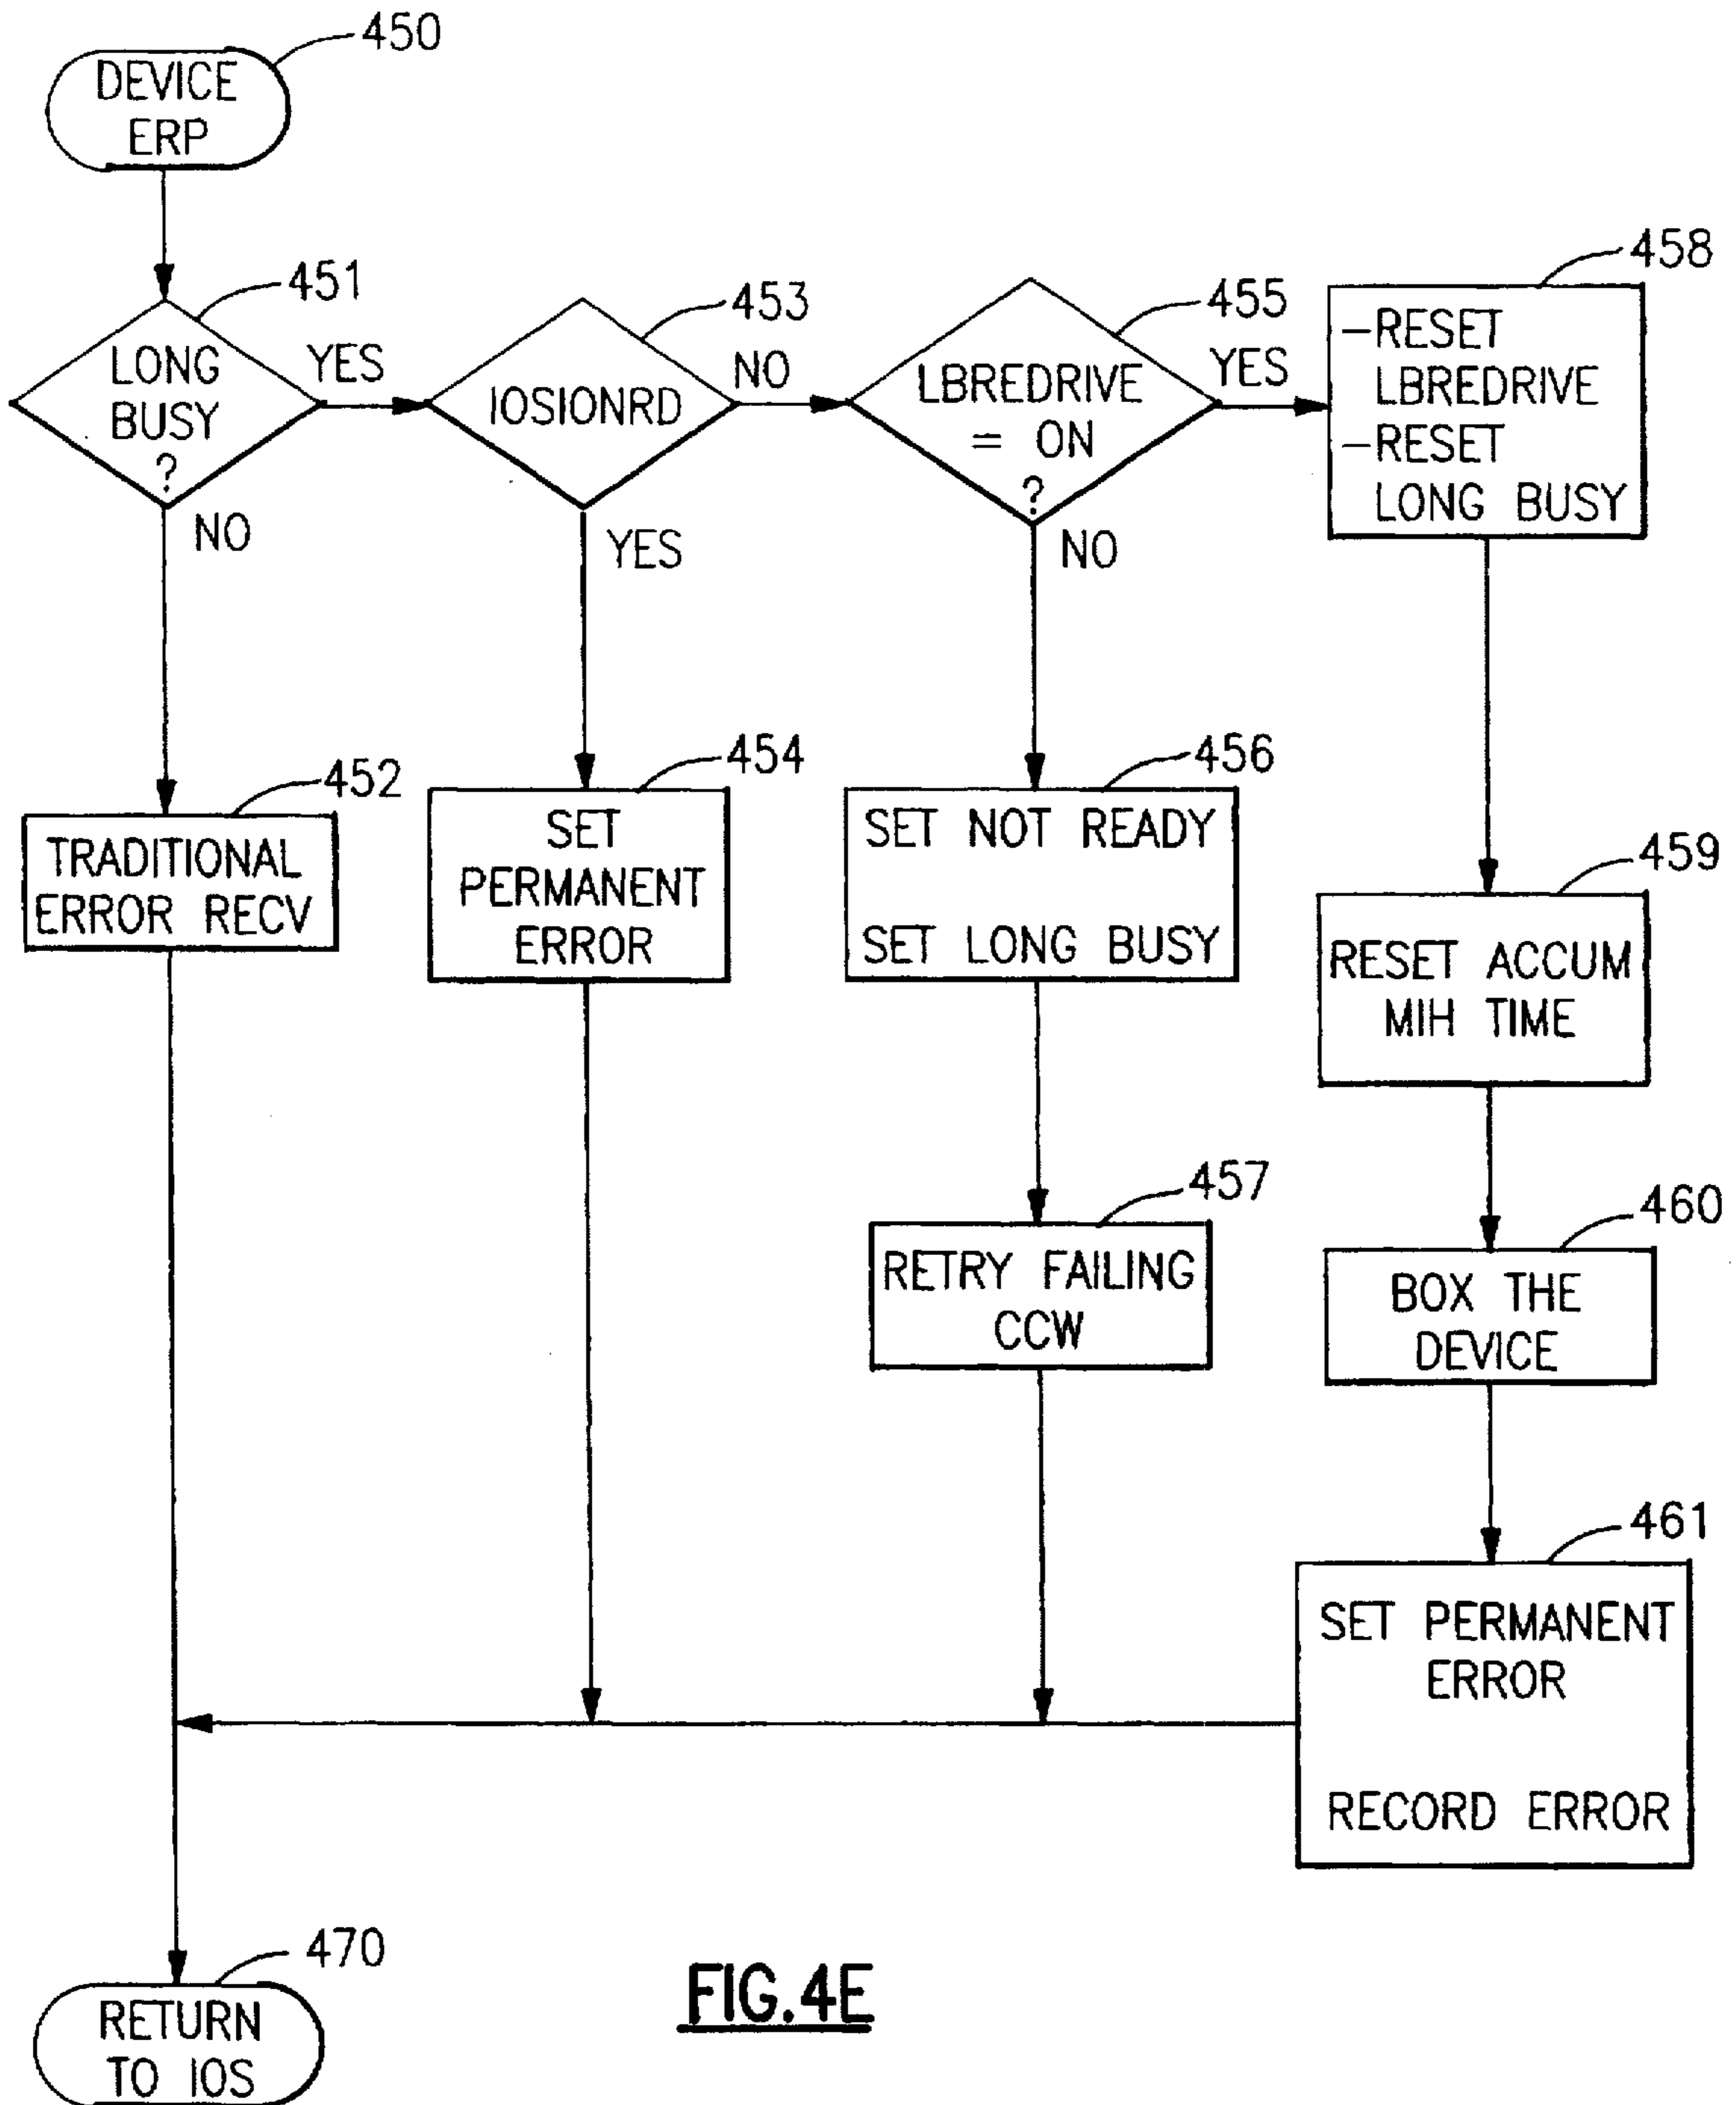 450
DEVICE
ERP
451
LONG
BUSY
?
YES
NO
453
IOSIONRD
NO
YES
455
LBREDRIVE
= ON
?
YES
NO
458
–RESET
LBREDRIVE
–RESET
LONG BUSY
452
TRADITIONAL
ERROR RECV
454
SET
PERMANENT
ERROR
456
SET NOT READY
SET LONG BUSY
459
RESET ACCUM
MIH TIME
457
RETRY FAILING
CCW
460
BOX THE
DEVICE
461
SET PERMANENT
ERROR
RECORD ERROR
470
RETURN
TO IOS
FIG.4E